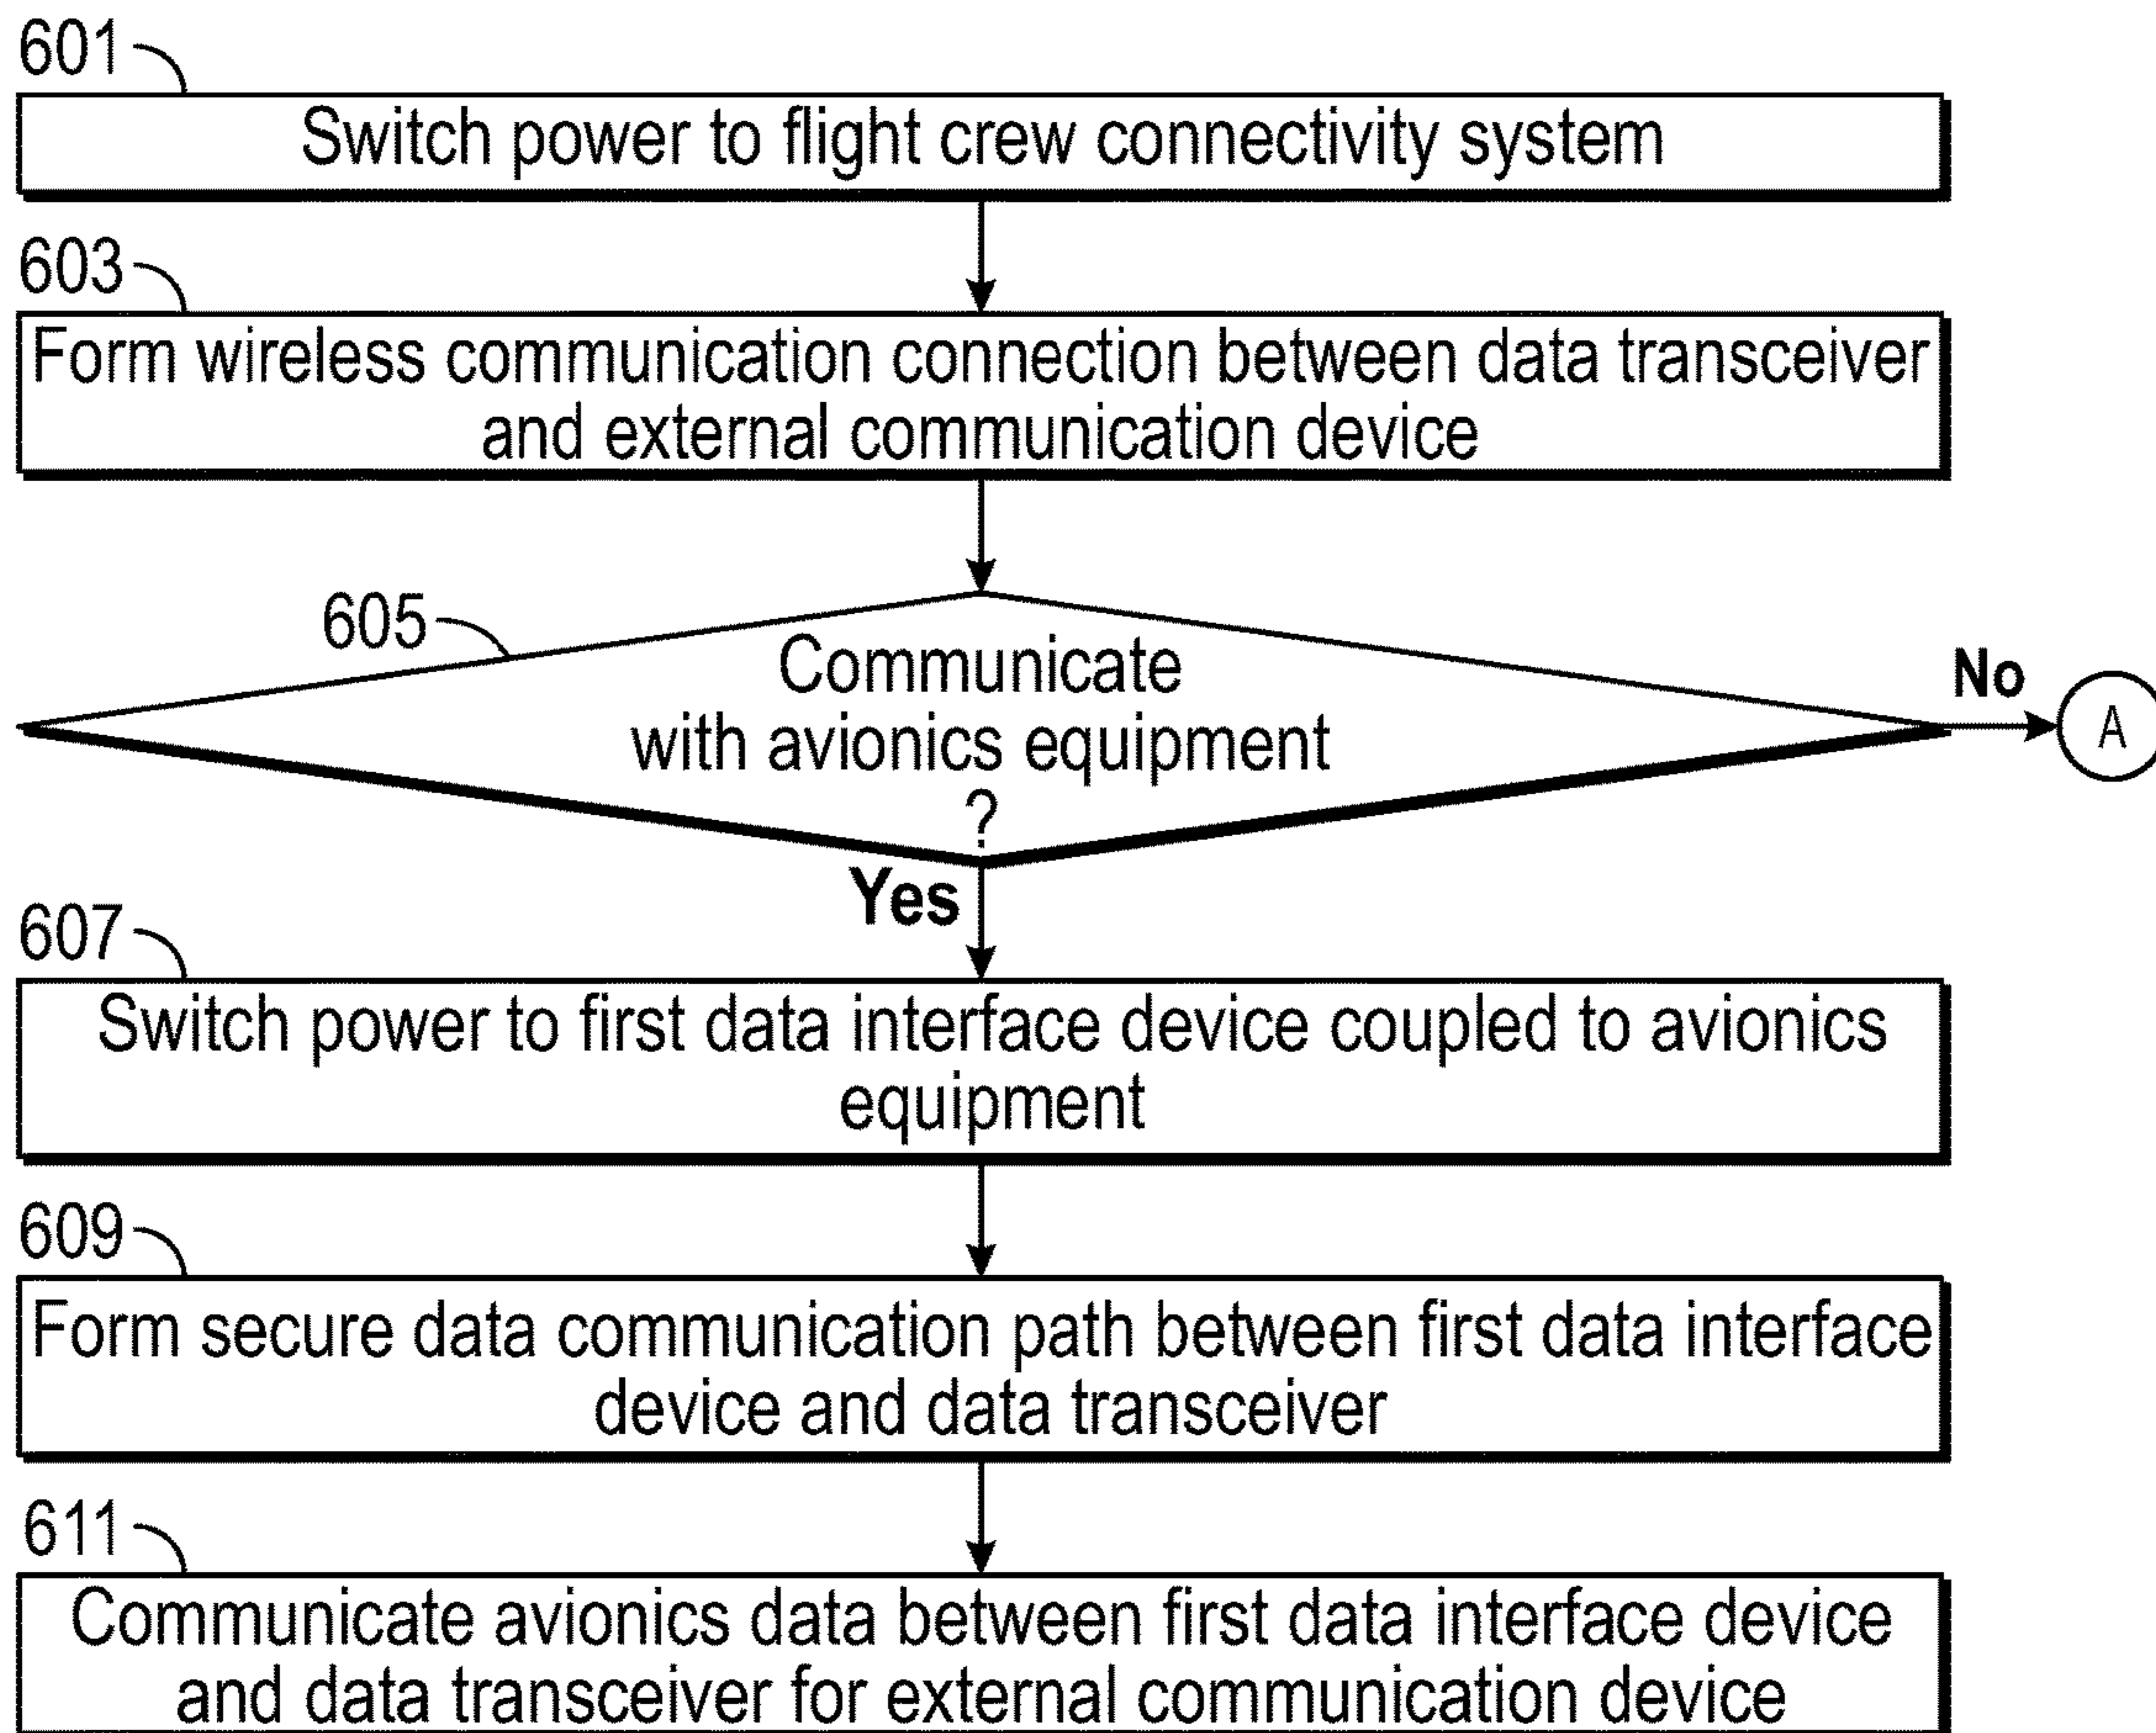 601
Switch power to flight crew connectivity system
603
Form wireless communication connection between data transceiver
and external communication device
605
Communicate
with avionics equipment
?
No
A
Yes
607
Switch power to first data interface device coupled to avionics
equipment
609
Form secure data communication path between first data interface
device and data transceiver
611
Communicate avionics data between first data interface device
and data transceiver for external communication device